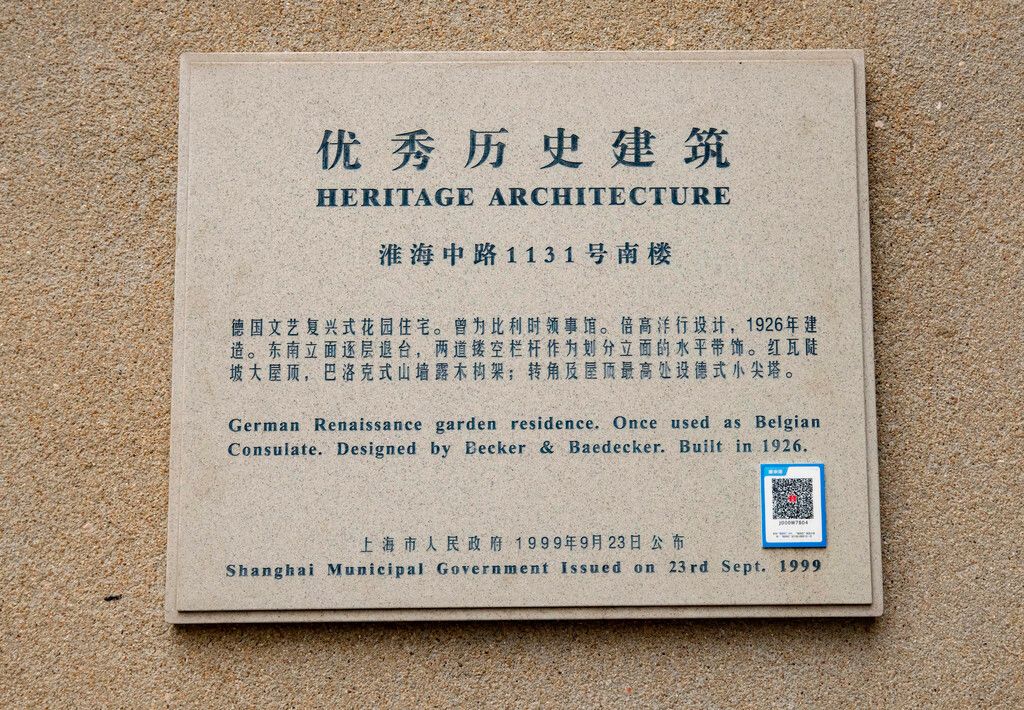 优秀历史建筑
HERITAGE ARCHITECTURE
淮海中路1131号南楼
德国文艺复兴式花园住宅。曾为比利时领事馆。倍高洋行设计，1926年建
造。东南立面逐层退台，两道镂空栏杆作为划分立面的水平带饰。红瓦陡
坡大屋顶，巴洛克式山墙露木构架；转角及屋顶最高处设德式小尖塔。
German Renaissance garden residence. Once used as Belgian
Consulate. Designed by Becker & Baedecker. Built in 1926.
J000W7S04
上海市人民政府 1999年9月23日公布
Shanghai Municipal Government Issued on 23rd Sept. 1999